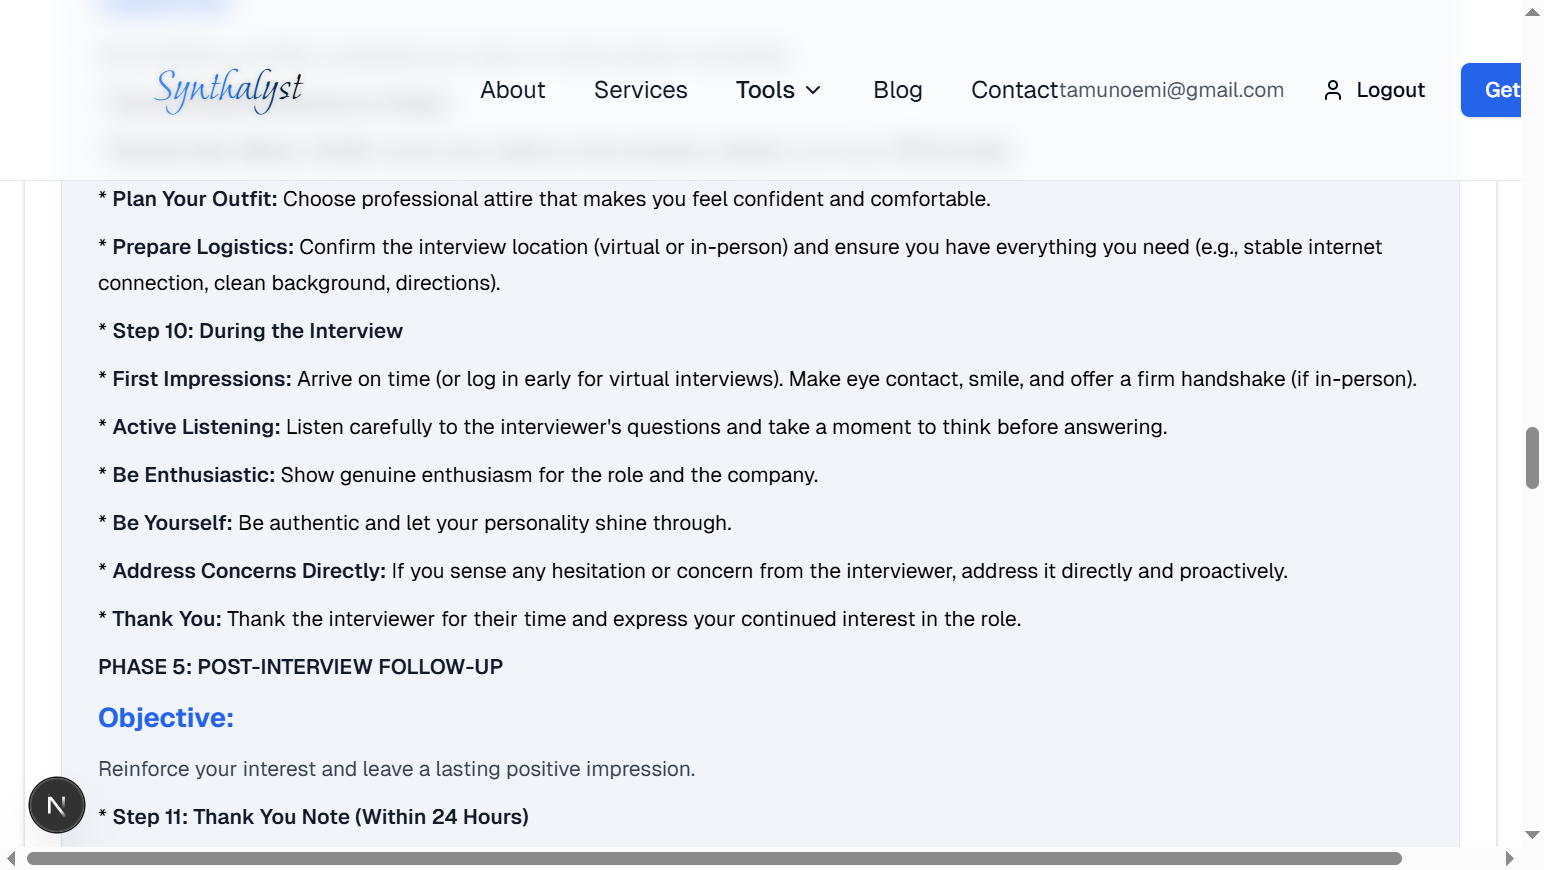 Synthalyst
About
Services
Tools
Blog
Contact
tamunoemi@gmail.com
Logout
Get
* Plan Your Outfit: Choose professional attire that makes you feel confident and comfortable.
* Prepare Logistics: Confirm the interview location (virtual or in-person) and ensure you have everything you need (e.g., stable internet
connection, clean background, directions).
* Step 10: During the Interview
* First Impressions: Arrive on time (or log in early for virtual interviews). Make eye contact, smile, and offer a firm handshake (if in-person).
* Active Listening: Listen carefully to the interviewer's questions and take a moment to think before answering.
* Be Enthusiastic: Show genuine enthusiasm for the role and the company.
* Be Yourself: Be authentic and let your personality shine through.
* Address Concerns Directly: If you sense any hesitation or concern from the interviewer, address it directly and proactively.
* Thank You: Thank the interviewer for their time and express your continued interest in the role.
PHASE 5: POST-INTERVIEW FOLLOW-UP
Objective:
Reinforce your interest and leave a lasting positive impression.
N
* Step 11: Thank You Note (Within 24 Hours)